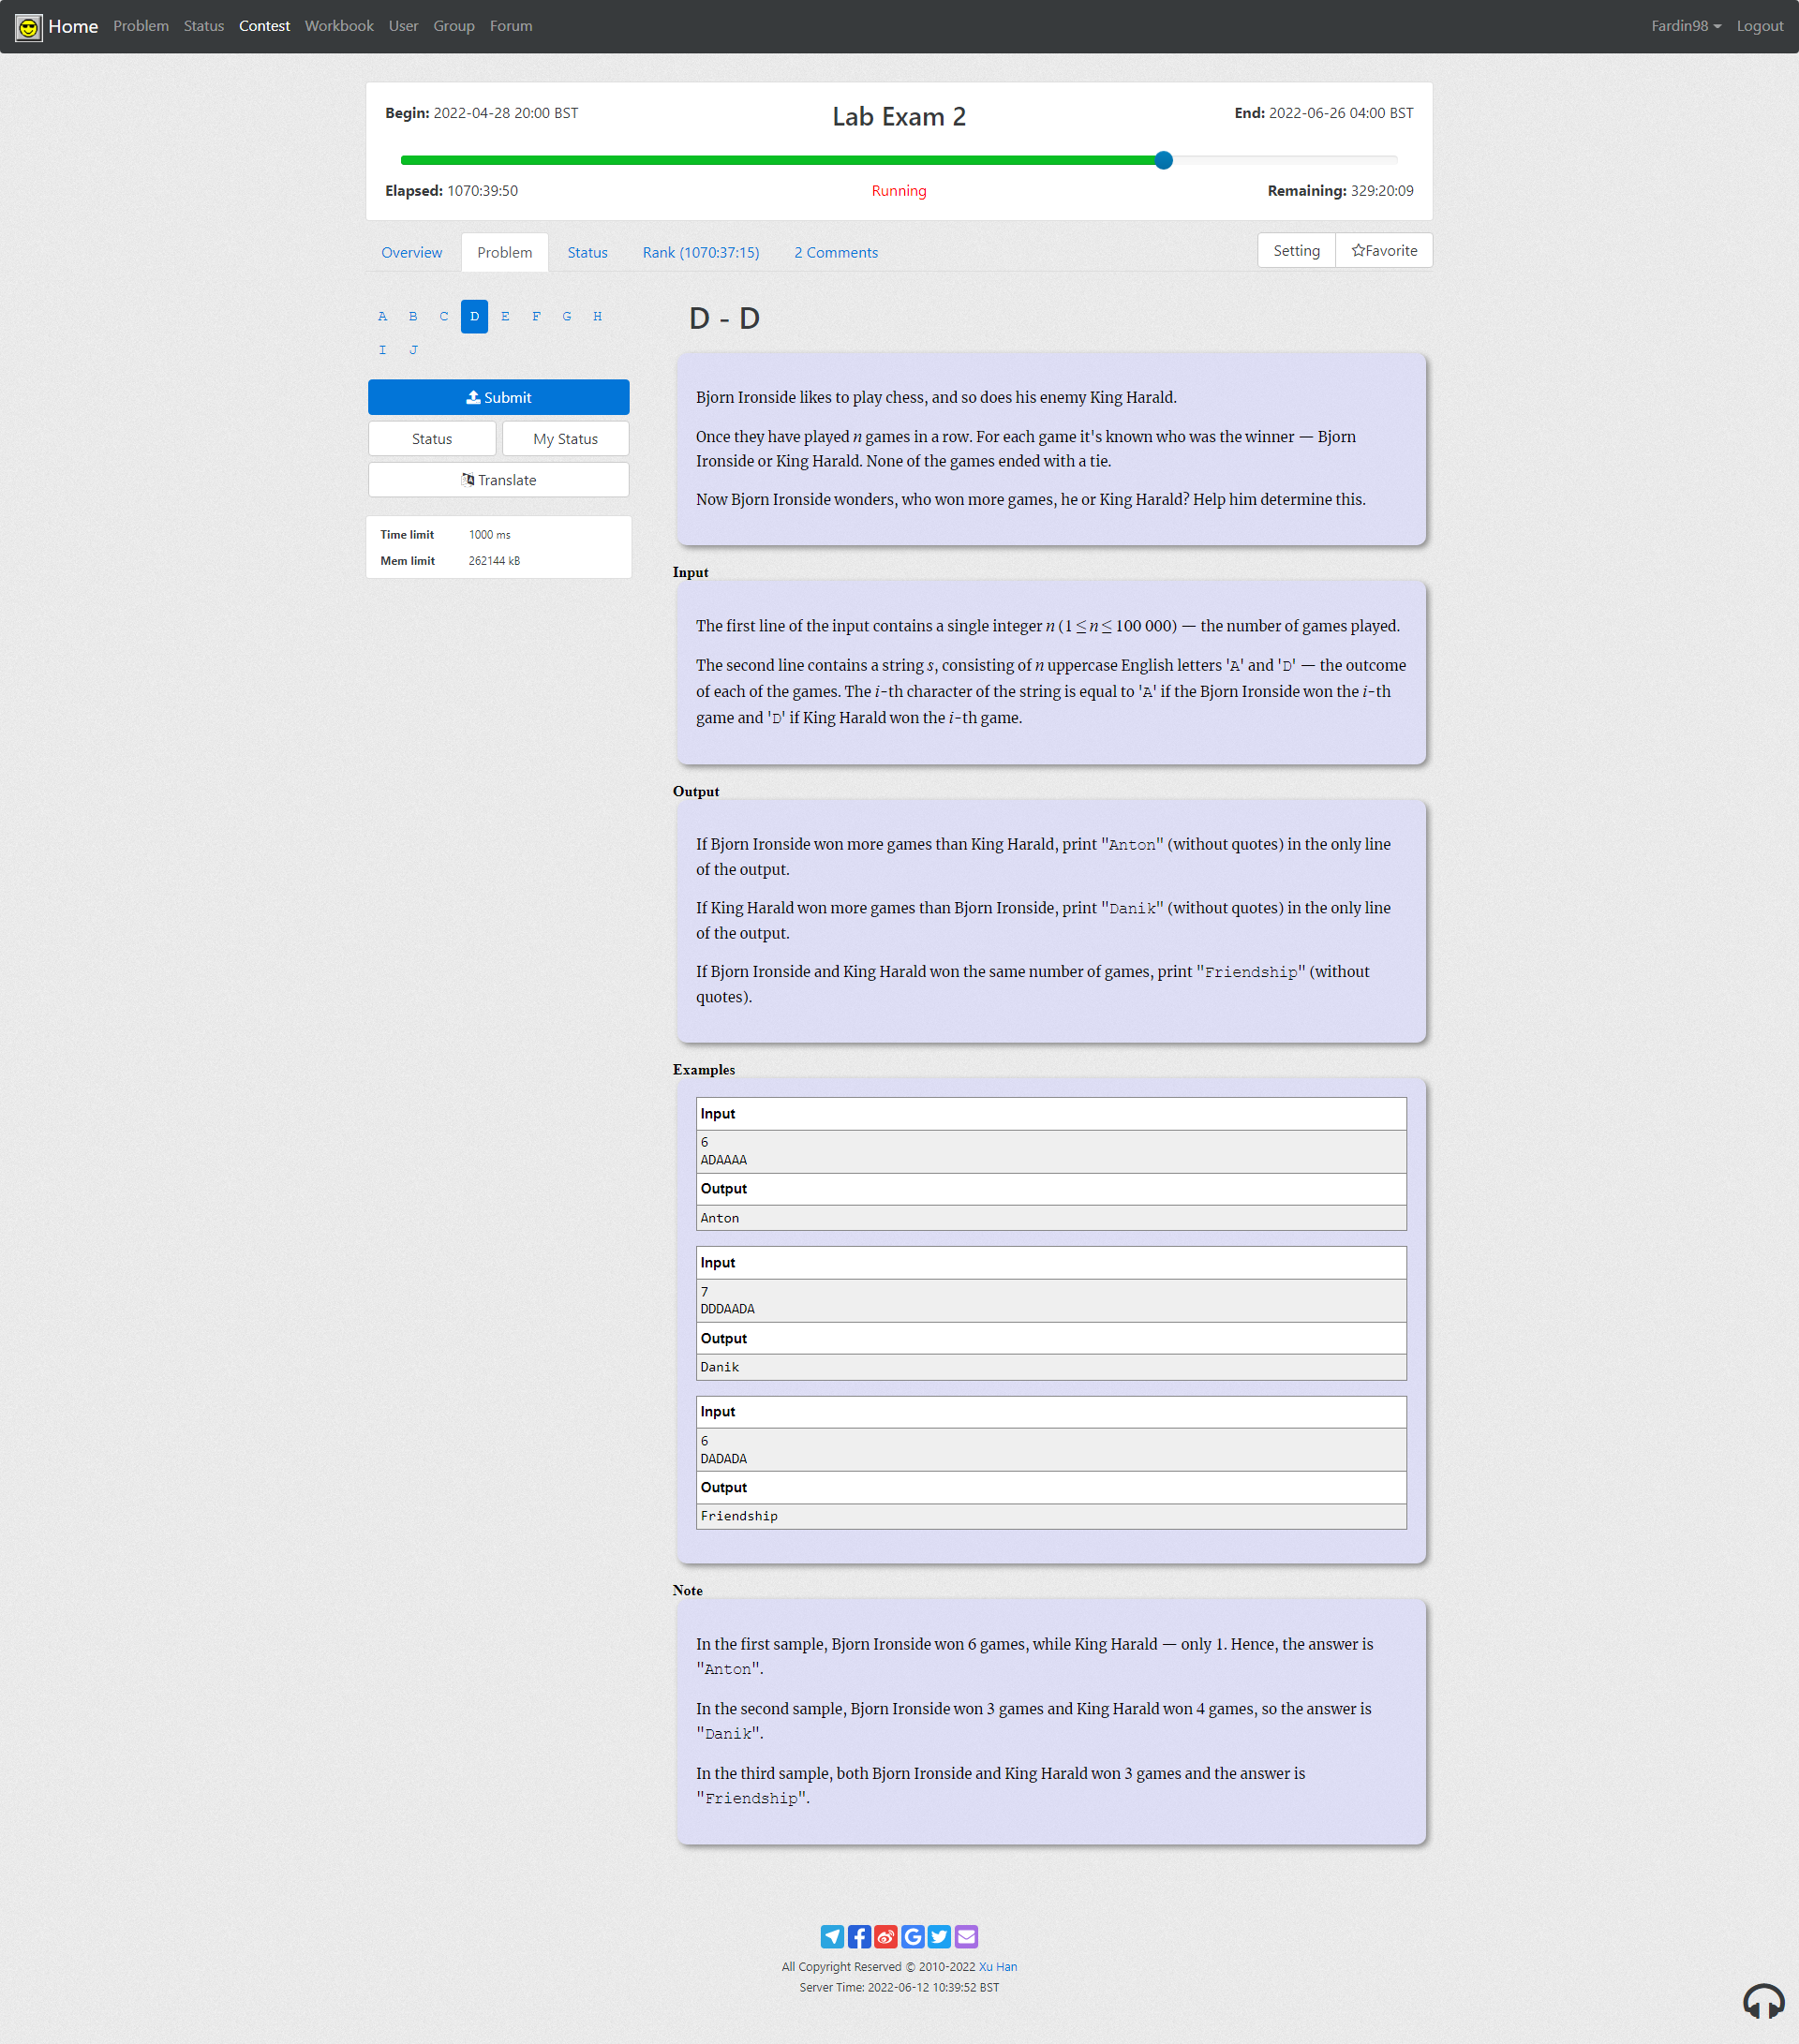 Home Problem Status Contest Workbook User Group Forum Fardin98 Logout
Begin: 2022-04-28 20:00 BST Lab Exam 2 End: 2022-06-26 04:00 BST
Elapsed: 1070:39:50 Running Remaining: 329:20:09
Overview Problem Status Rank (1070:37:15) 2 Comments Setting Favorite
A B C D E F G H
I J
Submit
Status My Status
Translate
Time limit 1000 ms
Mem limit 262144 kB
D - D
Bjorn Ironside likes to play chess, and so does his enemy King Harald.
Once they have played n games in a row. For each game it's known who was the winner — Bjorn
Ironside or King Harald. None of the games ended with a tie.
Now Bjorn Ironside wonders, who won more games, he or King Harald? Help him determine this.
Input
The first line of the input contains a single integer n (1 ≤ n ≤ 100 000) — the number of games played.
The second line contains a string s, consisting of n uppercase English letters 'A' and 'D' — the outcome
of each of the games. The i-th character of the string is equal to 'A' if the Bjorn Ironside won the i-th
game and 'D' if King Harald won the i-th game.
Output
If Bjorn Ironside won more games than King Harald, print "Anton" (without quotes) in the only line
of the output.
If King Harald won more games than Bjorn Ironside, print "Danik" (without quotes) in the only line
of the output.
If Bjorn Ironside and King Harald won the same number of games, print "Friendship" (without
quotes).
Examples
Input
6
ADAAAA
Output
Anton
Input
7
DDDAADA
Output
Danik
Input
6
DADADA
Output
Friendship
Note
In the first sample, Bjorn Ironside won 6 games, while King Harald — only 1. Hence, the answer is
"Anton".
In the second sample, Bjorn Ironside won 3 games and King Harald won 4 games, so the answer is
"Danik".
In the third sample, both Bjorn Ironside and King Harald won 3 games and the answer is
"Friendship".
All Copyright Reserved © 2010-2022 Xu Han
Server Time: 2022-06-12 10:39:52 BST